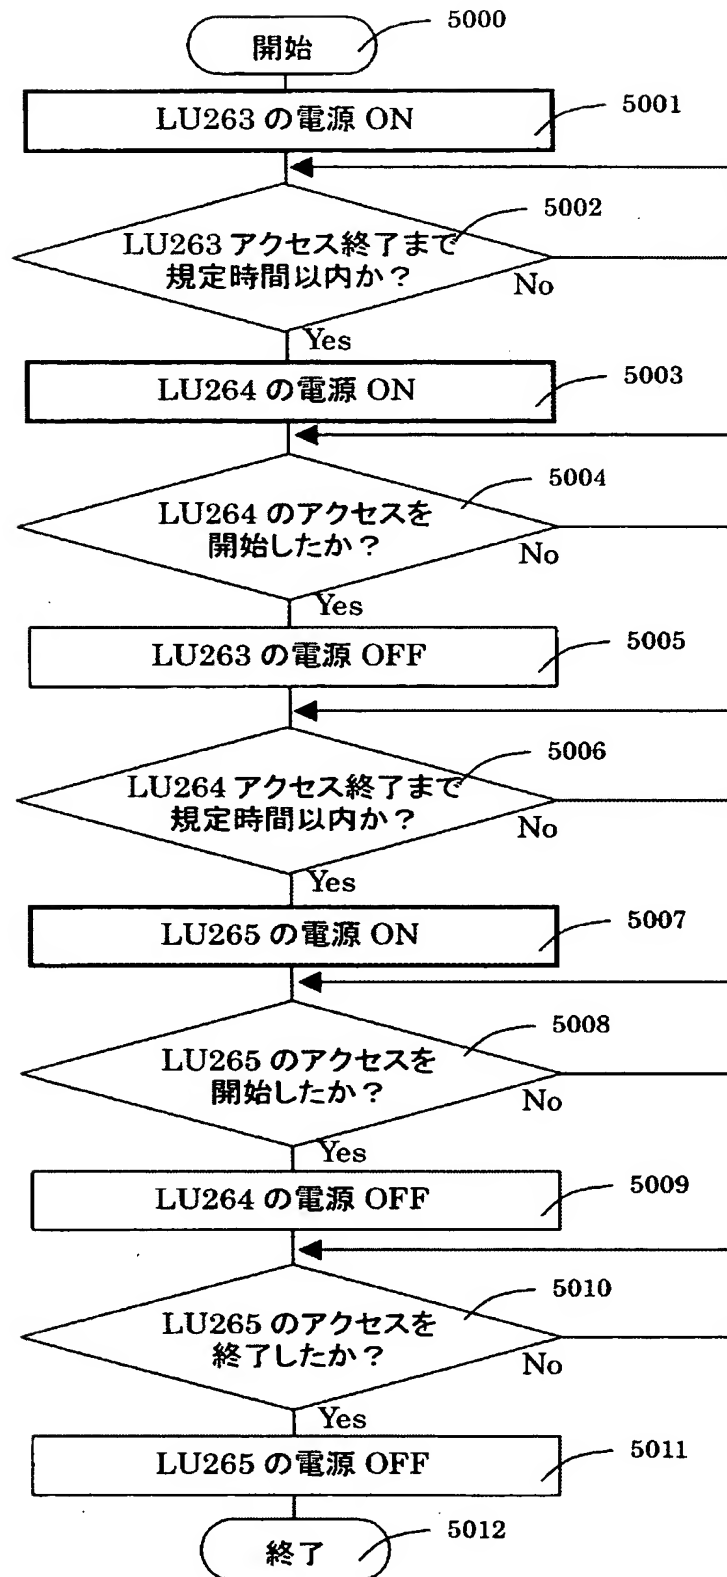 開始
5000
LU263 の電源 ON
5001
5002
LU263 アクセス終了まで
規定時間以内か?
No
Yes
LU264 の電源 ON
5003
5004
LU264 のアクセスを
開始したか?
No
Yes
LU263 の電源 OFF
5005
5006
LU264 アクセス終了まで
規定時間以内か?
No
Yes
LU265 の電源 ON
5007
5008
LU265 のアクセスを
開始したか?
No
Yes
LU264 の電源 OFF
5009
5010
LU265 のアクセスを
終了したか?
No
Yes
LU265 の電源 OFF
5011
終了
5012